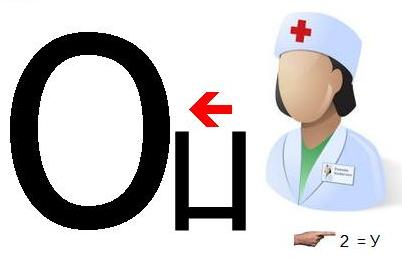 Он
2 = У